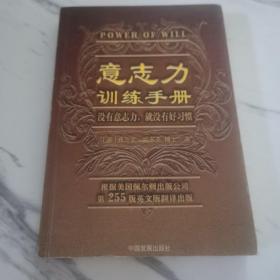 POWER OF WILL
意志力
训练手册
没有意志力，就没有好习惯
根据美国佩尔顿出版公司
第255版英文版翻译出版
中国发展出版社